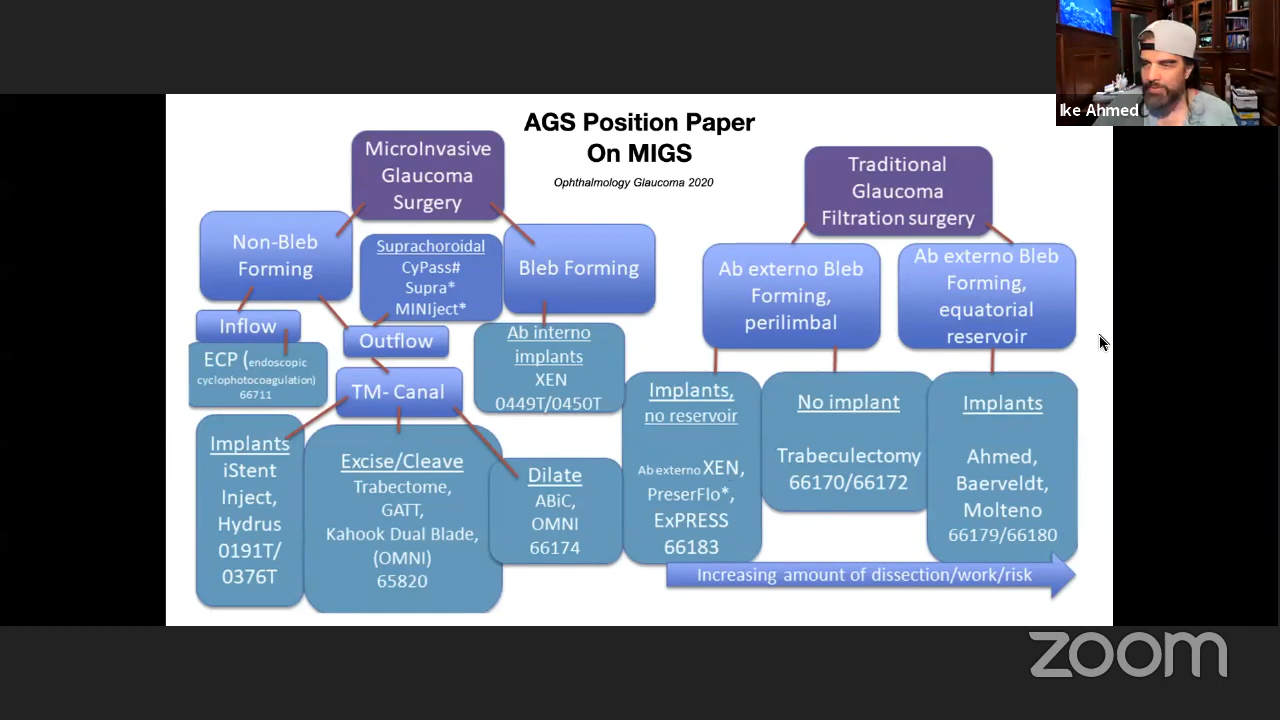 Ike Ahmed
AGS Position Paper
On MIGS
Ophthalmology Glaucoma 2020
MicroInvasive
Glaucoma
Surgery
Non-Bleb
Forming
Suprachoroidal
CyPass#
Supra*
MINIject*
Bleb Forming
Inflow
ECP (endoscopic
cyclophotocoagulation)
66711
Outflow
TM- Canal
Ab interno
implants
XEN
0449T/0450T
Implants
iStent
Inject,
Hydrus
0191T/
0376T
Excise/Cleave
Trabectome,
GATT,
Kahook Dual Blade,
(OMNI)
65820
Dilate
ABiC,
OMNI
66174
Traditional
Glaucoma
Filtration surgery
Ab externo Bleb
Forming,
perilimbal
Ab externo Bleb
Forming,
equatorial
reservoir
Implants,
no reservoir
Ab externo XEN,
PreserFlo*,
ExPRESS
66183
No implant
Trabeculectomy
66170/66172
Implants
Ahmed,
Baerveldt,
Molteno
66179/66180
Increasing amount of dissection/work/risk
zoom